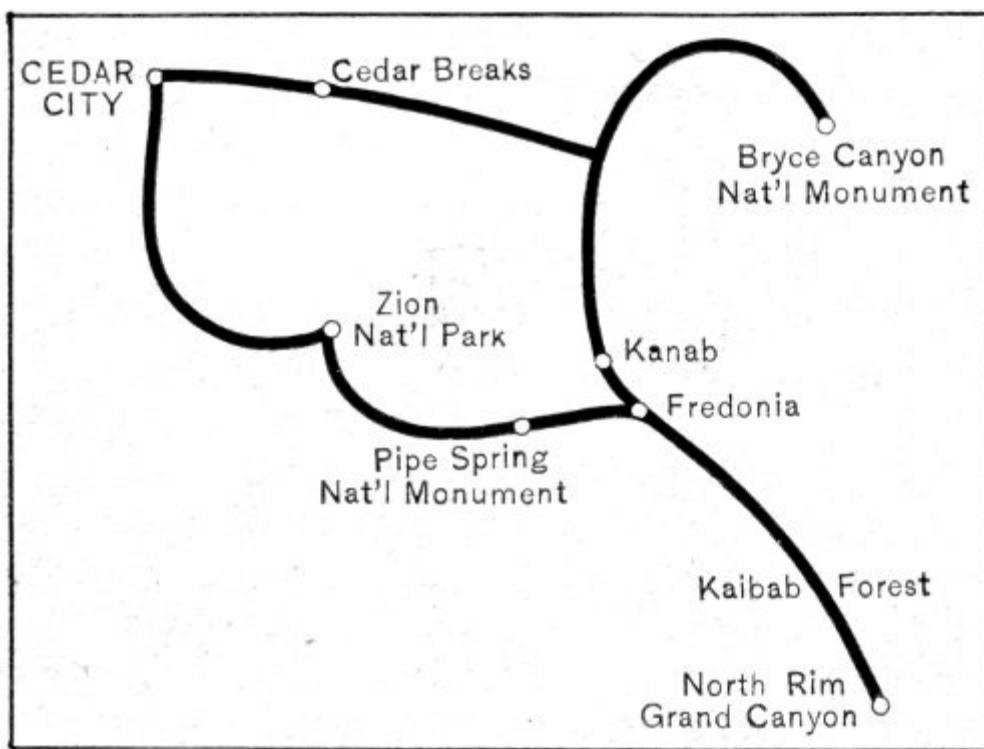 CEDAR
CITY
Cedar Breaks
Bryce Canyon
Nat'l Monument
Zion
Nat'l Park
Kanab
Fredonia
Pipe Spring
Nat'l Monument
Kaibab Forest
North Rim
Grand Canyon